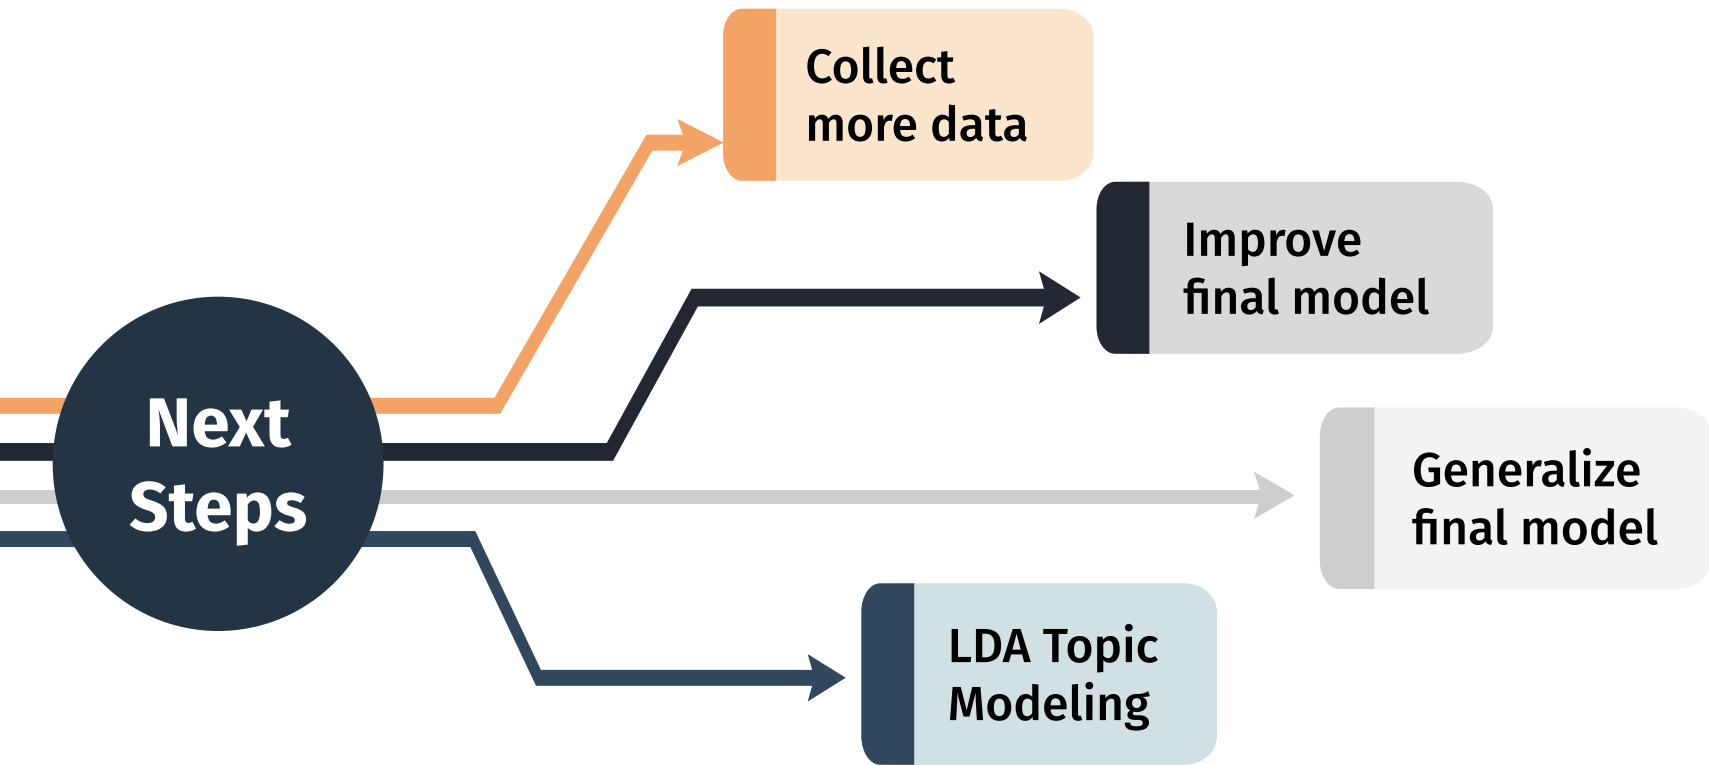 Next
Steps
Collect
more data
Improve
final model
Generalize
final model
LDA Topic
Modeling